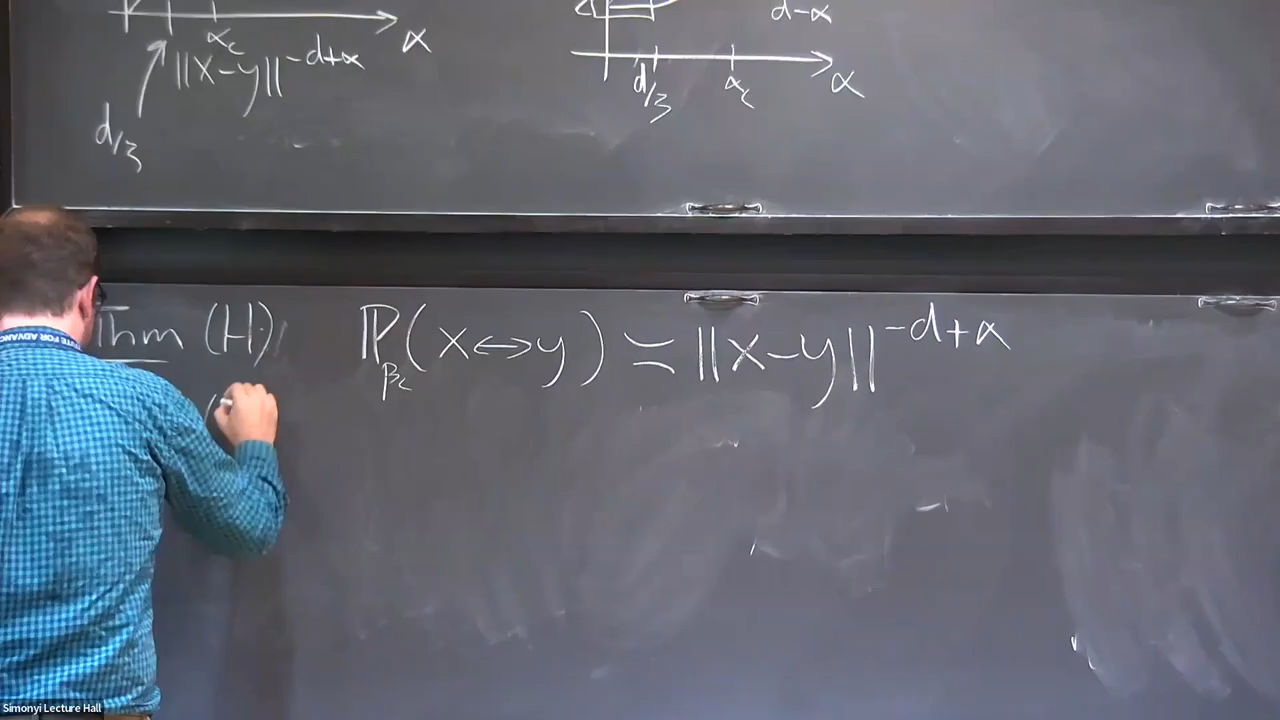 α_c α
||x-y||^{-d+α}
d/3
d-α
d/3 α_c α
Thm (H) ℙ_{β_c}(x↔y) ≍ ||x-y||^{-d+α}
(
Simonyi Lecture Hall